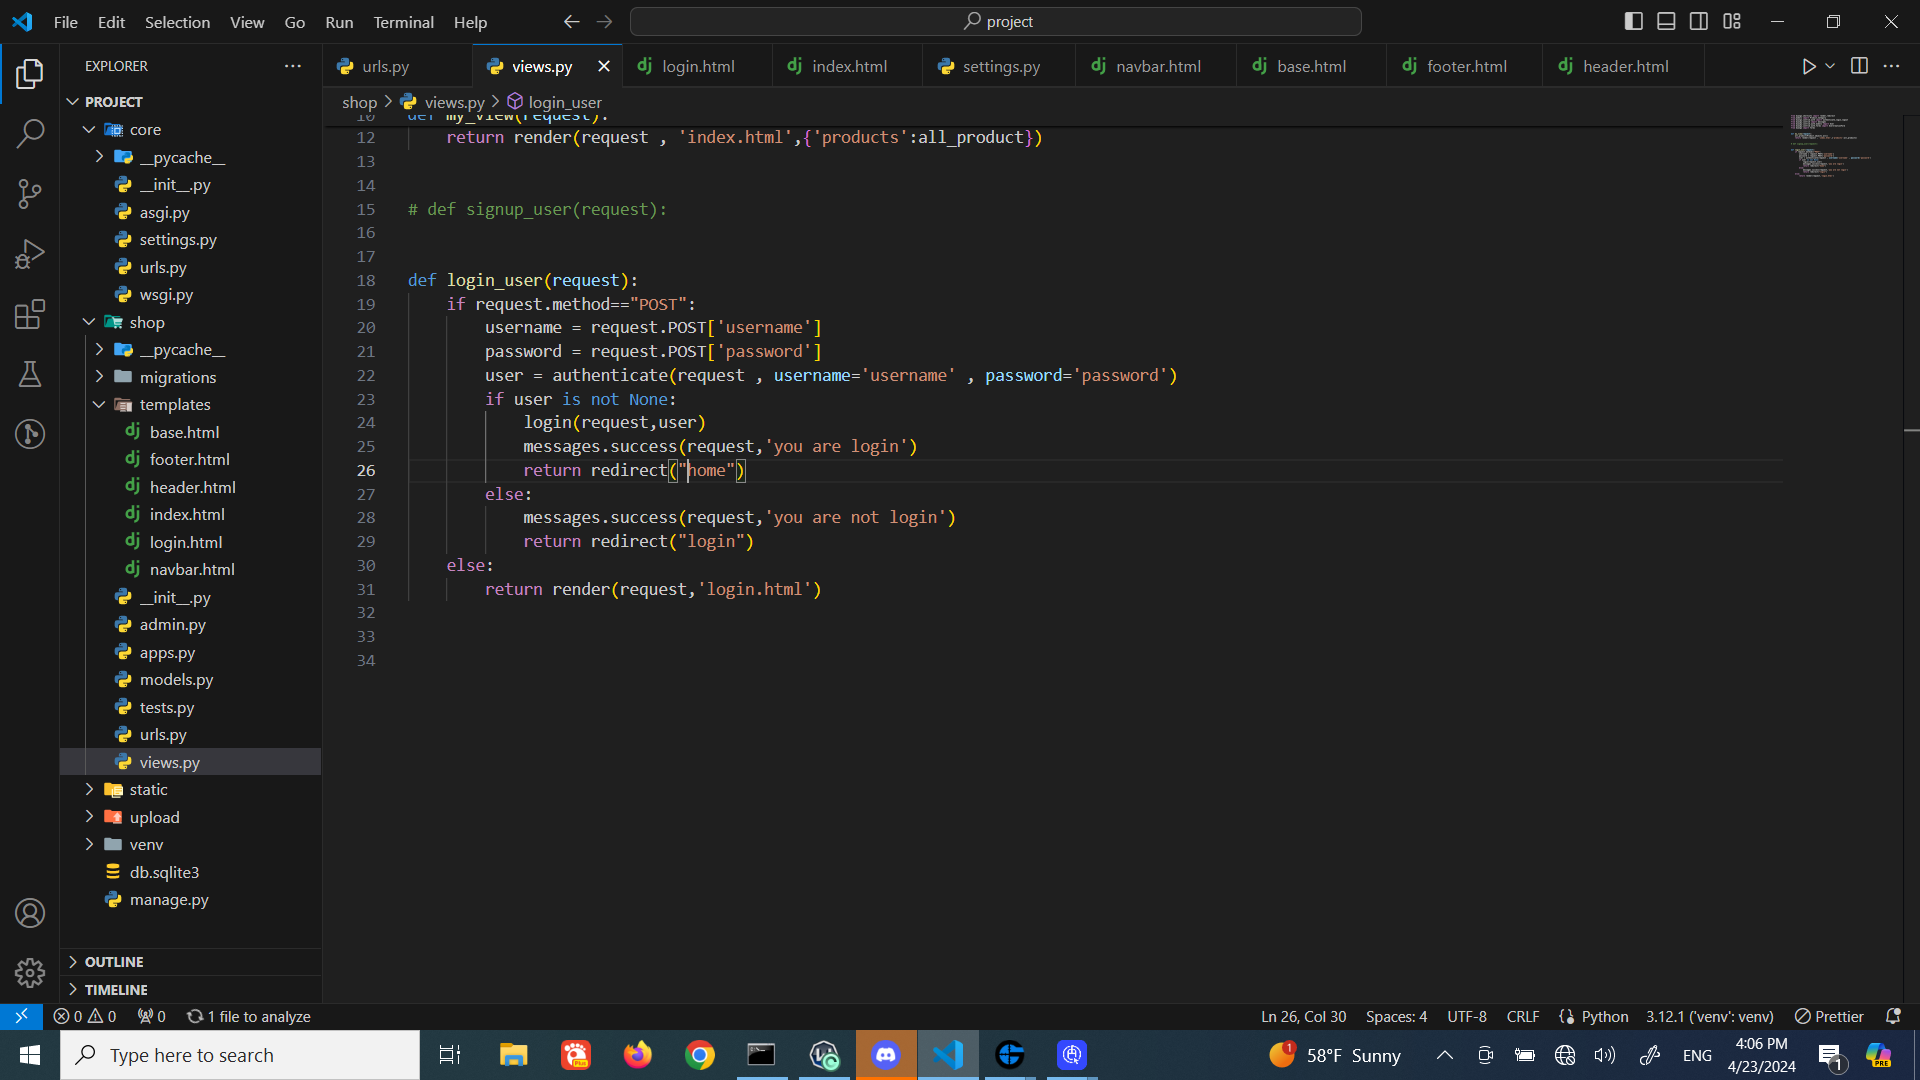 File Edit Selection View Go Run Terminal Help
project
EXPLORER
urls.py
views.py
login.html
index.html
settings.py
navbar.html
base.html
footer.html
header.html
shop > views.py > login_user
PROJECT
core
__pycache__
__init__.py
asgi.py
settings.py
urls.py
wsgi.py
shop
__pycache__
migrations
templates
base.html
footer.html
header.html
index.html
login.html
navbar.html
__init__.py
admin.py
apps.py
models.py
tests.py
urls.py
views.py
static
upload
venv
db.sqlite3
manage.py
OUTLINE
TIMELINE
10 def my_view(request):
12 return render(request , 'index.html',{'products':all_product})
13
14
15 # def signup_user(request):
16
17
18 def login_user(request):
19 if request.method=="POST":
20 username = request.POST['username']
21 password = request.POST['password']
22 user = authenticate(request , username='username' , password='password')
23 if user is not None:
24 login(request,user)
25 messages.success(request,'you are login')
26 return redirect("home")
27 else:
28 messages.success(request,'you are not login')
29 return redirect("login")
30 else:
31 return render(request,'login.html')
32
33
34
0 0 0 1 file to analyze
Ln 26, Col 30 Spaces: 4 UTF-8 CRLF Python 3.12.1 ('venv': venv) Prettier
Type here to search
1 58°F Sunny
ENG
4:06 PM
4/23/2024
1
PRE